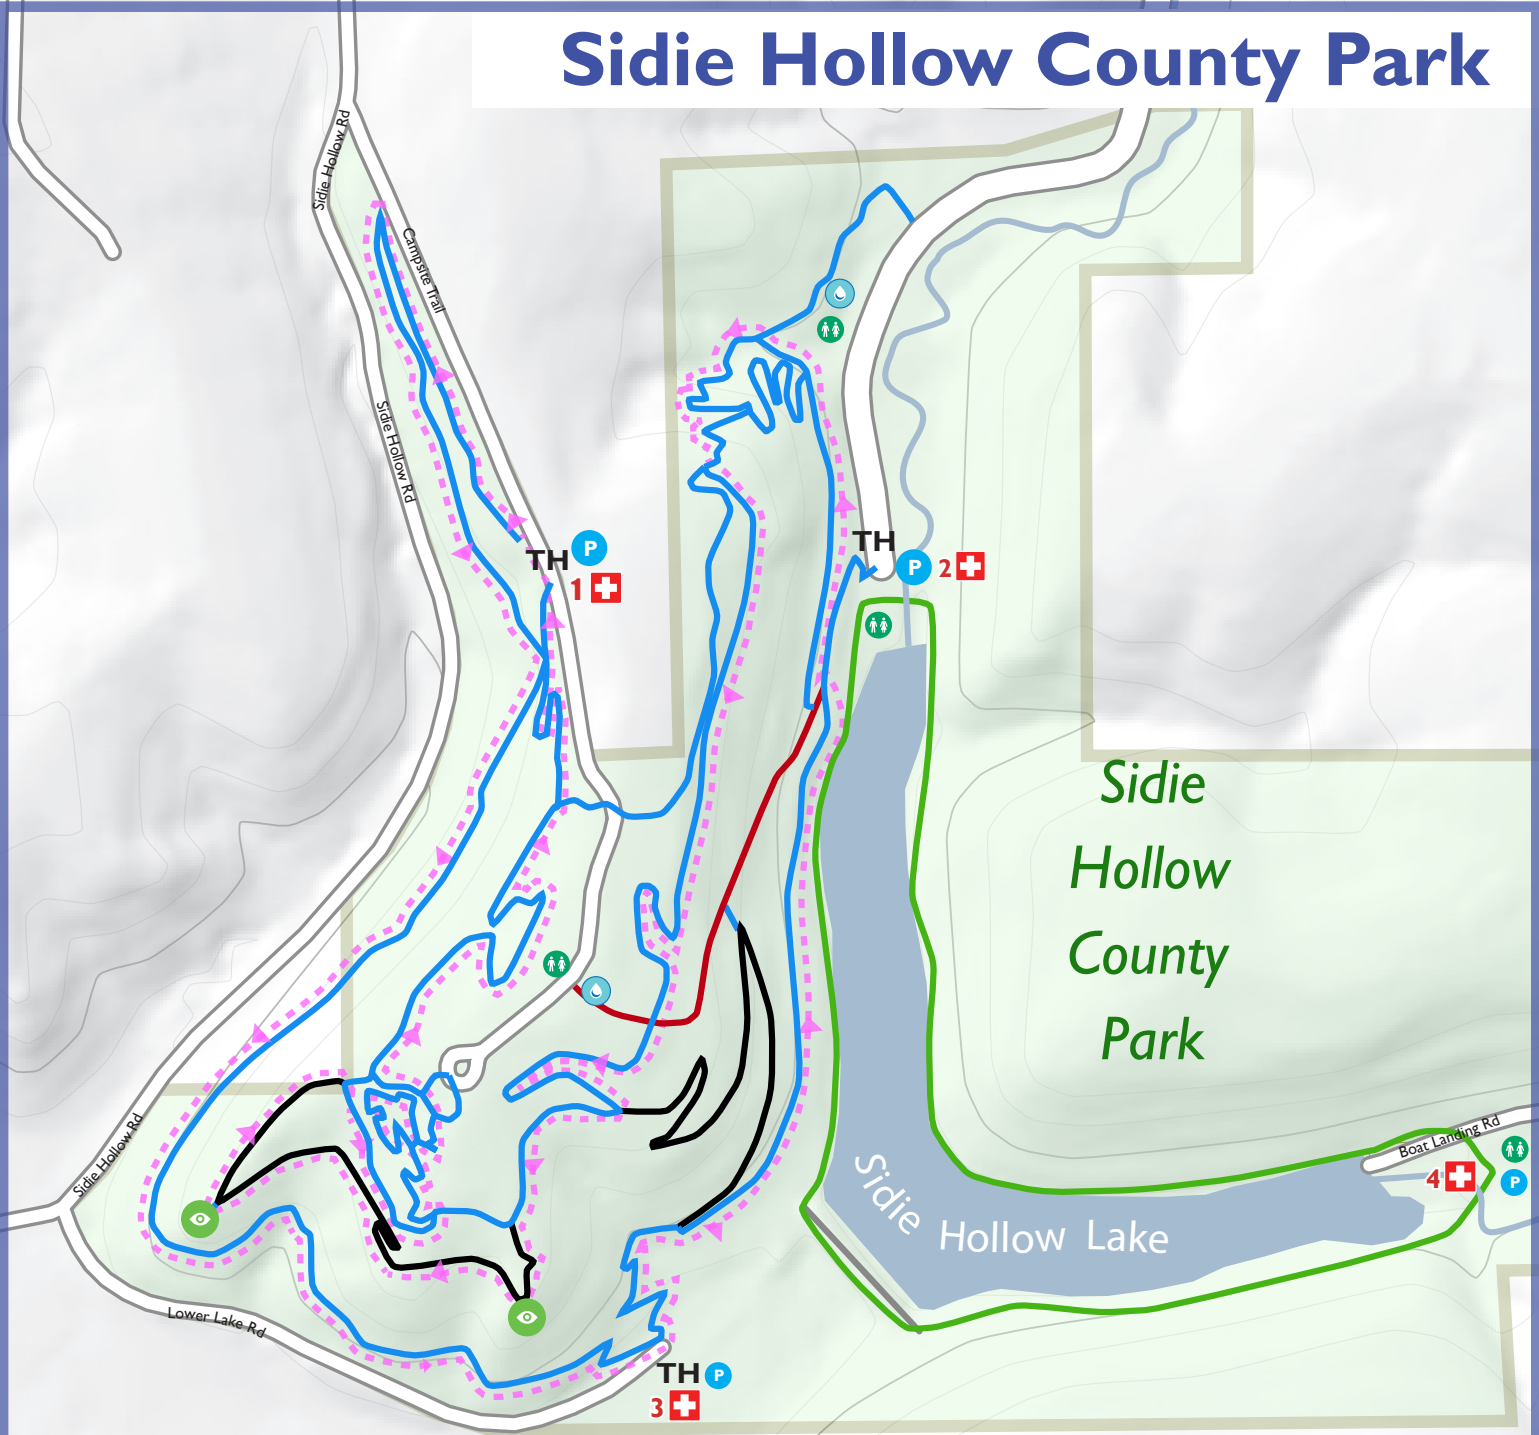 Sidie Hollow County Park
Sidie Hollow Rd
Campsite Trail
Sidie Hollow Rd
TH P
1
TH
P 2
Sidie
Hollow
County
Park
Sidie Hollow Rd
Boat Landing Rd
4
P
Sidie Hollow Lake
Lower Lake Rd
TH P
3